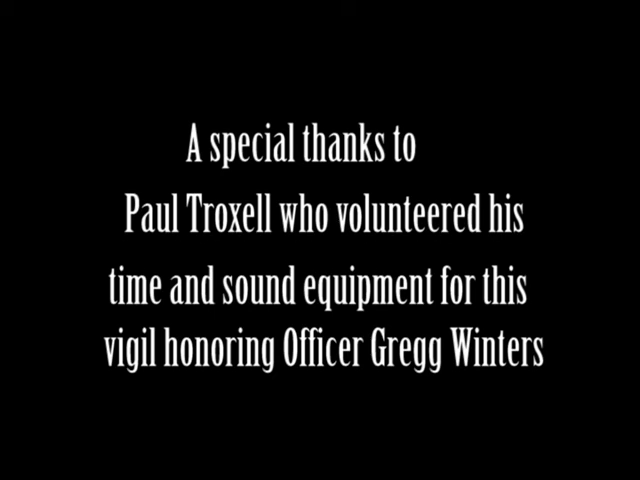 A special thanks to
Paul Troxell who volunteered his
time and sound equipment for this
vigil honoring Officer Gregg Winters